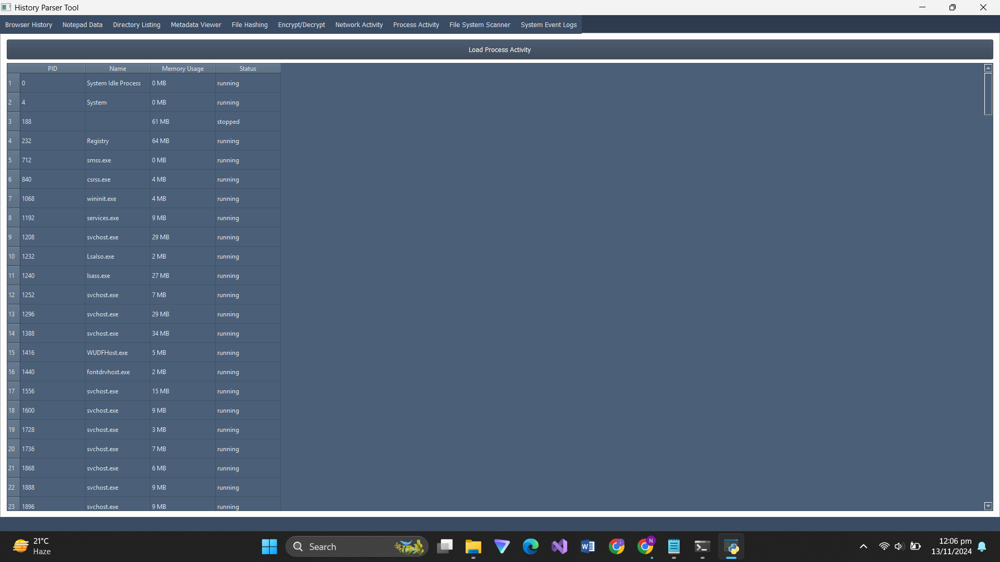 History Parser Tool
Browser History Notepad Data Directory Listing Metadata Viewer File Hashing Encrypt/Decrypt Network Activity Process Activity File System Scanner System Event Logs
Load Process Activity
PID Name Memory Usage Status
1 0 System Idle Process 0 MB running
2 4 System 0 MB running
3 188 61 MB stopped
4 232 Registry 64 MB running
5 712 smss.exe 0 MB running
6 840 csrss.exe 4 MB running
7 1068 wininit.exe 4 MB running
8 1192 services.exe 9 MB running
9 1208 svchost.exe 29 MB running
10 1232 LsaIso.exe 2 MB running
11 1240 lsass.exe 27 MB running
12 1252 svchost.exe 7 MB running
13 1296 svchost.exe 29 MB running
14 1388 svchost.exe 34 MB running
15 1416 WUDFHost.exe 5 MB running
16 1440 fontdrvhost.exe 2 MB running
17 1556 svchost.exe 15 MB running
18 1600 svchost.exe 9 MB running
19 1728 svchost.exe 3 MB running
20 1736 svchost.exe 7 MB running
21 1868 svchost.exe 6 MB running
22 1888 svchost.exe 9 MB running
23 1896 svchost.exe 9 MB running
21°C
Haze
Search
12:06 pm
13/11/2024